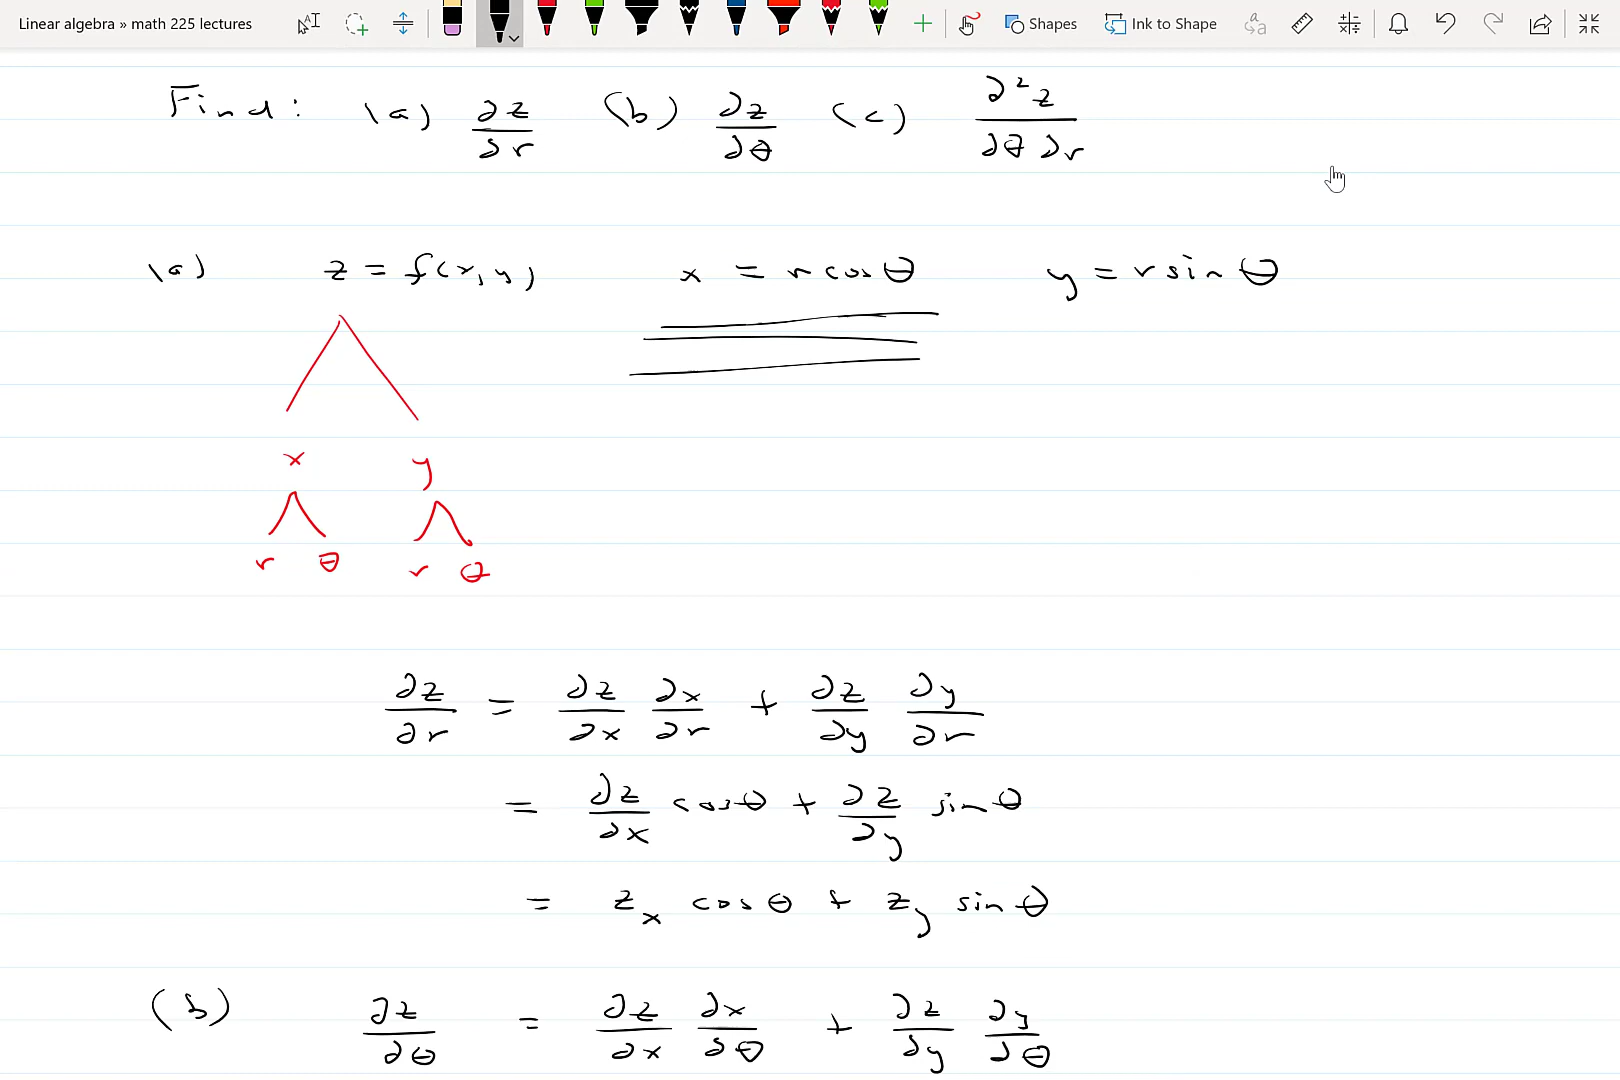 Linear algebra » math 225 lectures
Shapes
Ink to Shape
Find: (a) ∂z/∂r (b) ∂z/∂θ (c) ∂²z/∂θ ∂r
(a) z = f(x,y) x = r cos θ y = r sin θ
x y
r θ r θ
∂z/∂r = ∂z/∂x ∂x/∂r + ∂z/∂y ∂y/∂r
= ∂z/∂x cos θ + ∂z/∂y sin θ
= z_x cos θ + z_y sin θ
(b) ∂z/∂θ = ∂z/∂x ∂x/∂θ + ∂z/∂y ∂y/∂θ